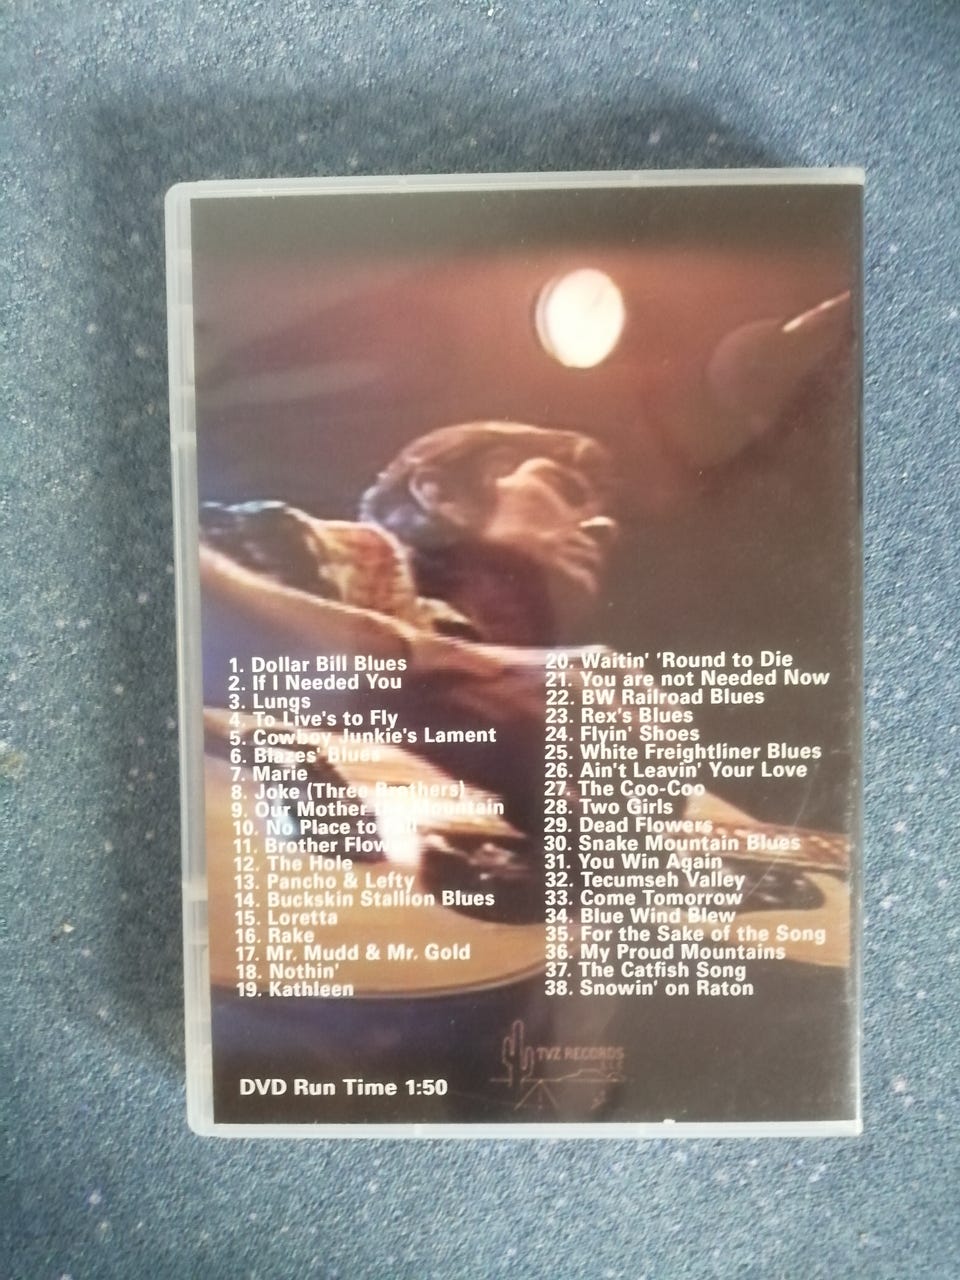 1. Dollar Bill Blues
2. If I Needed You
3. Lungs
4. To Live's to Fly
5. Cowboy Junkie's Lament
6. Blazes' Blues
7. Marie
8. Joke (Three Brothers)
9. Our Mother the Mountain
10. No Place to Fall
11. Brother Flower
12. The Hole
13. Pancho & Lefty
14. Buckskin Stallion Blues
15. Loretta
16. Rake
17. Mr. Mudd & Mr. Gold
18. Nothin'
19. Kathleen
20. Waitin' 'Round to Die
21. You are not Needed Now
22. BW Railroad Blues
23. Rex's Blues
24. Flyin' Shoes
25. White Freightliner Blues
26. Ain't Leavin' Your Love
27. The Coo-Coo
28. Two Girls
29. Dead Flowers
30. Snake Mountain Blues
31. You Win Again
32. Tecumseh Valley
33. Come Tomorrow
34. Blue Wind Blew
35. For the Sake of the Song
36. My Proud Mountains
37. The Catfish Song
38. Snowin' on Raton
TVZ RECORDS
DVD Run Time 1:50